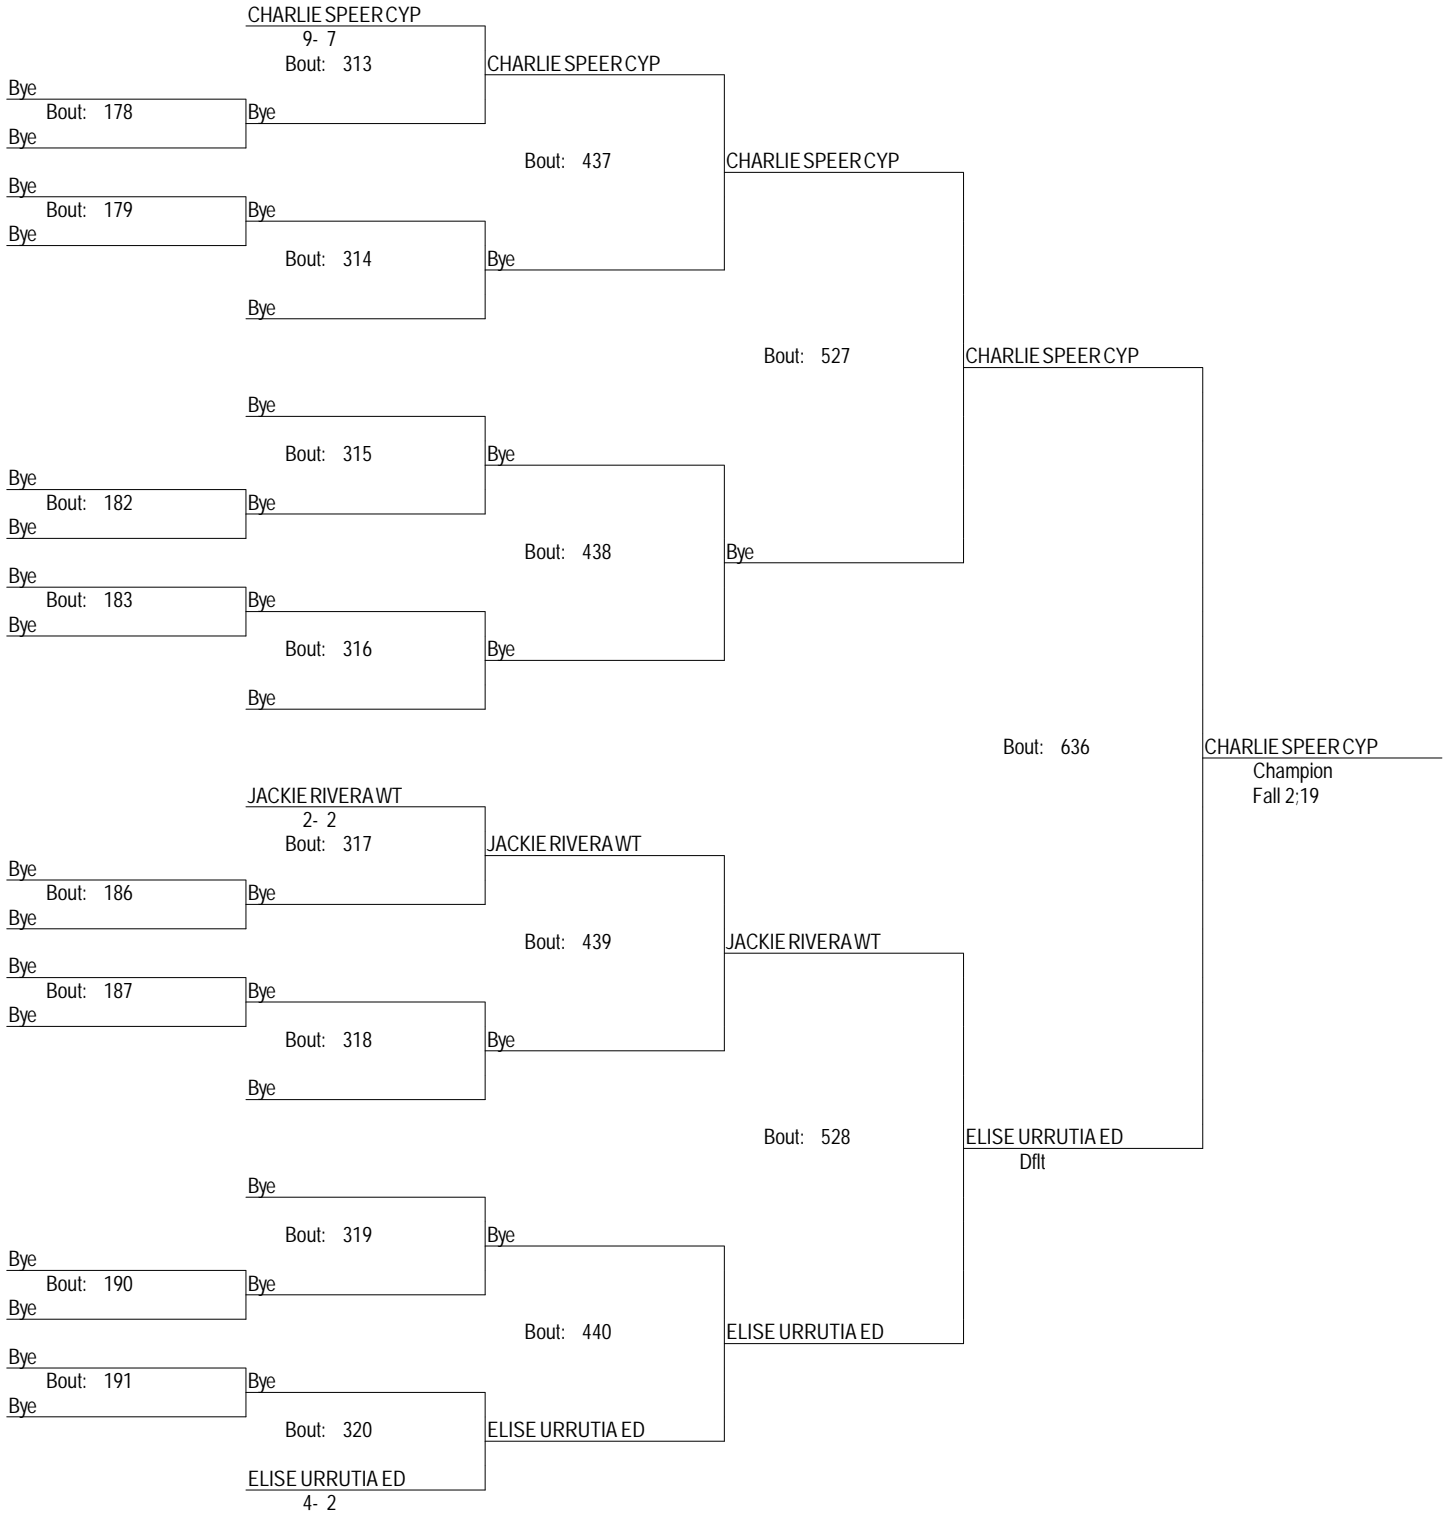 CHARLIE SPEER CYP
9- 7
Bout: 313
CHARLIE SPEER CYP
Bye
Bout: 178
Bye
Bye
Bout: 437
CHARLIE SPEER CYP
Bye
Bout: 179
Bye
Bye
Bout: 314
Bye
Bye
Bout: 527
CHARLIE SPEER CYP
Bye
Bout: 315
Bye
Bye
Bout: 182
Bye
Bye
Bout: 438
Bye
Bye
Bout: 183
Bye
Bye
Bout: 316
Bye
Bye
Bout: 636
CHARLIE SPEER CYP
Champion
Fall 2;19
JACKIE RIVERA WT
2- 2
Bout: 317
JACKIE RIVERA WT
Bye
Bout: 186
Bye
Bye
Bout: 439
JACKIE RIVERA WT
Bye
Bout: 187
Bye
Bye
Bout: 318
Bye
Bye
Bout: 528
ELISE URRUTIA ED
Dflt
Bye
Bout: 319
Bye
Bye
Bout: 190
Bye
Bye
Bout: 440
ELISE URRUTIA ED
Bye
Bout: 191
Bye
Bye
Bout: 320
ELISE URRUTIA ED
ELISE URRUTIA ED
4- 2